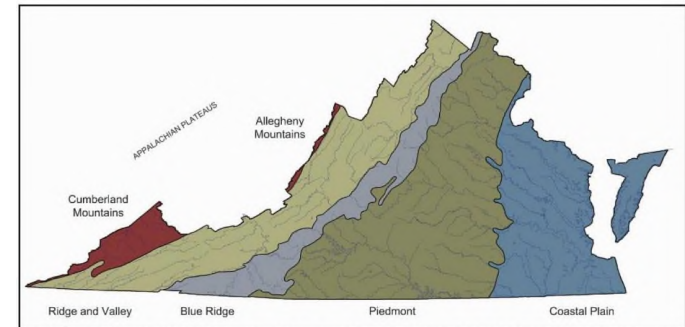 APPALACHIAN PLATEAUS
Allegheny
Mountains
Cumberland
Mountains
Ridge and Valley
Blue Ridge
Piedmont
Coastal Plain